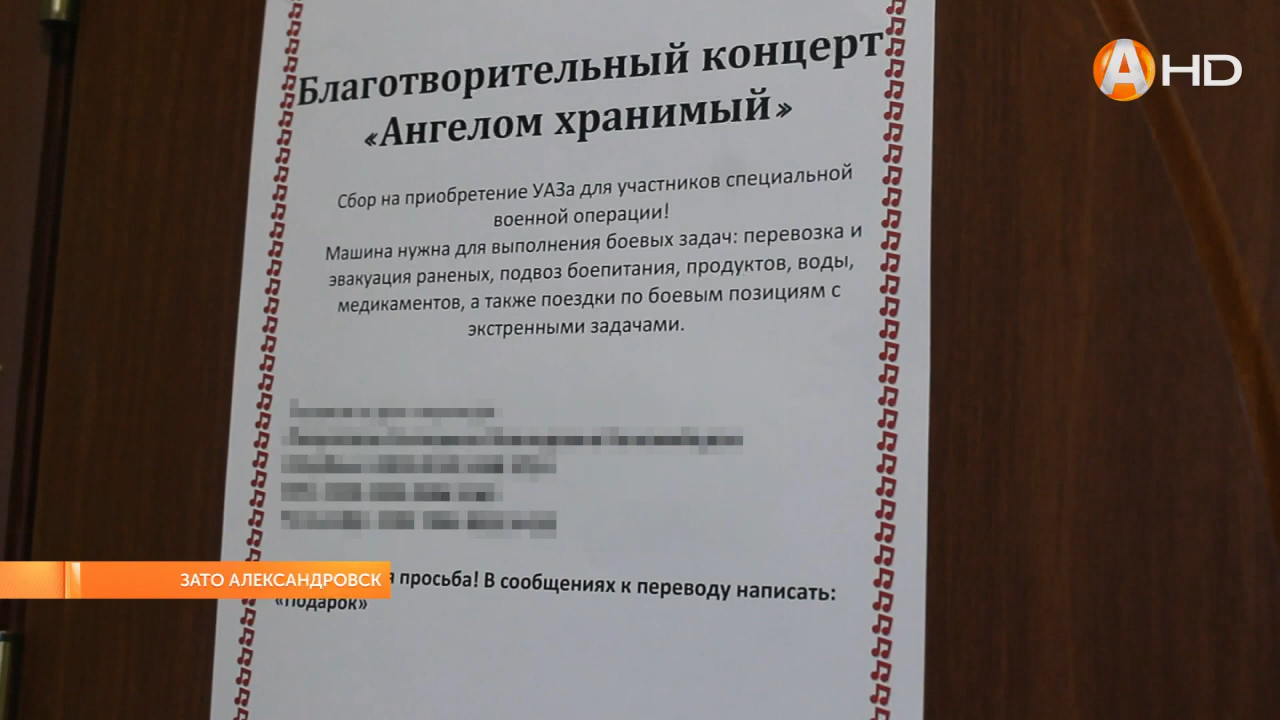 Благотворительный концерт
«Ангелом хранимый»
Сбор на приобретение УАЗа для участников специальной
военной операции!
Машина нужна для выполнения боевых задач: перевозка и
эвакуация раненых, подвоз боепитания, продуктов, воды,
медикаментов, а также поездки по боевым позициям с
экстренными задачами.
просьба! В сообщениях к переводу написать:
«Подарок»
ЗАТО АЛЕКСАНДРОВСК
А HD